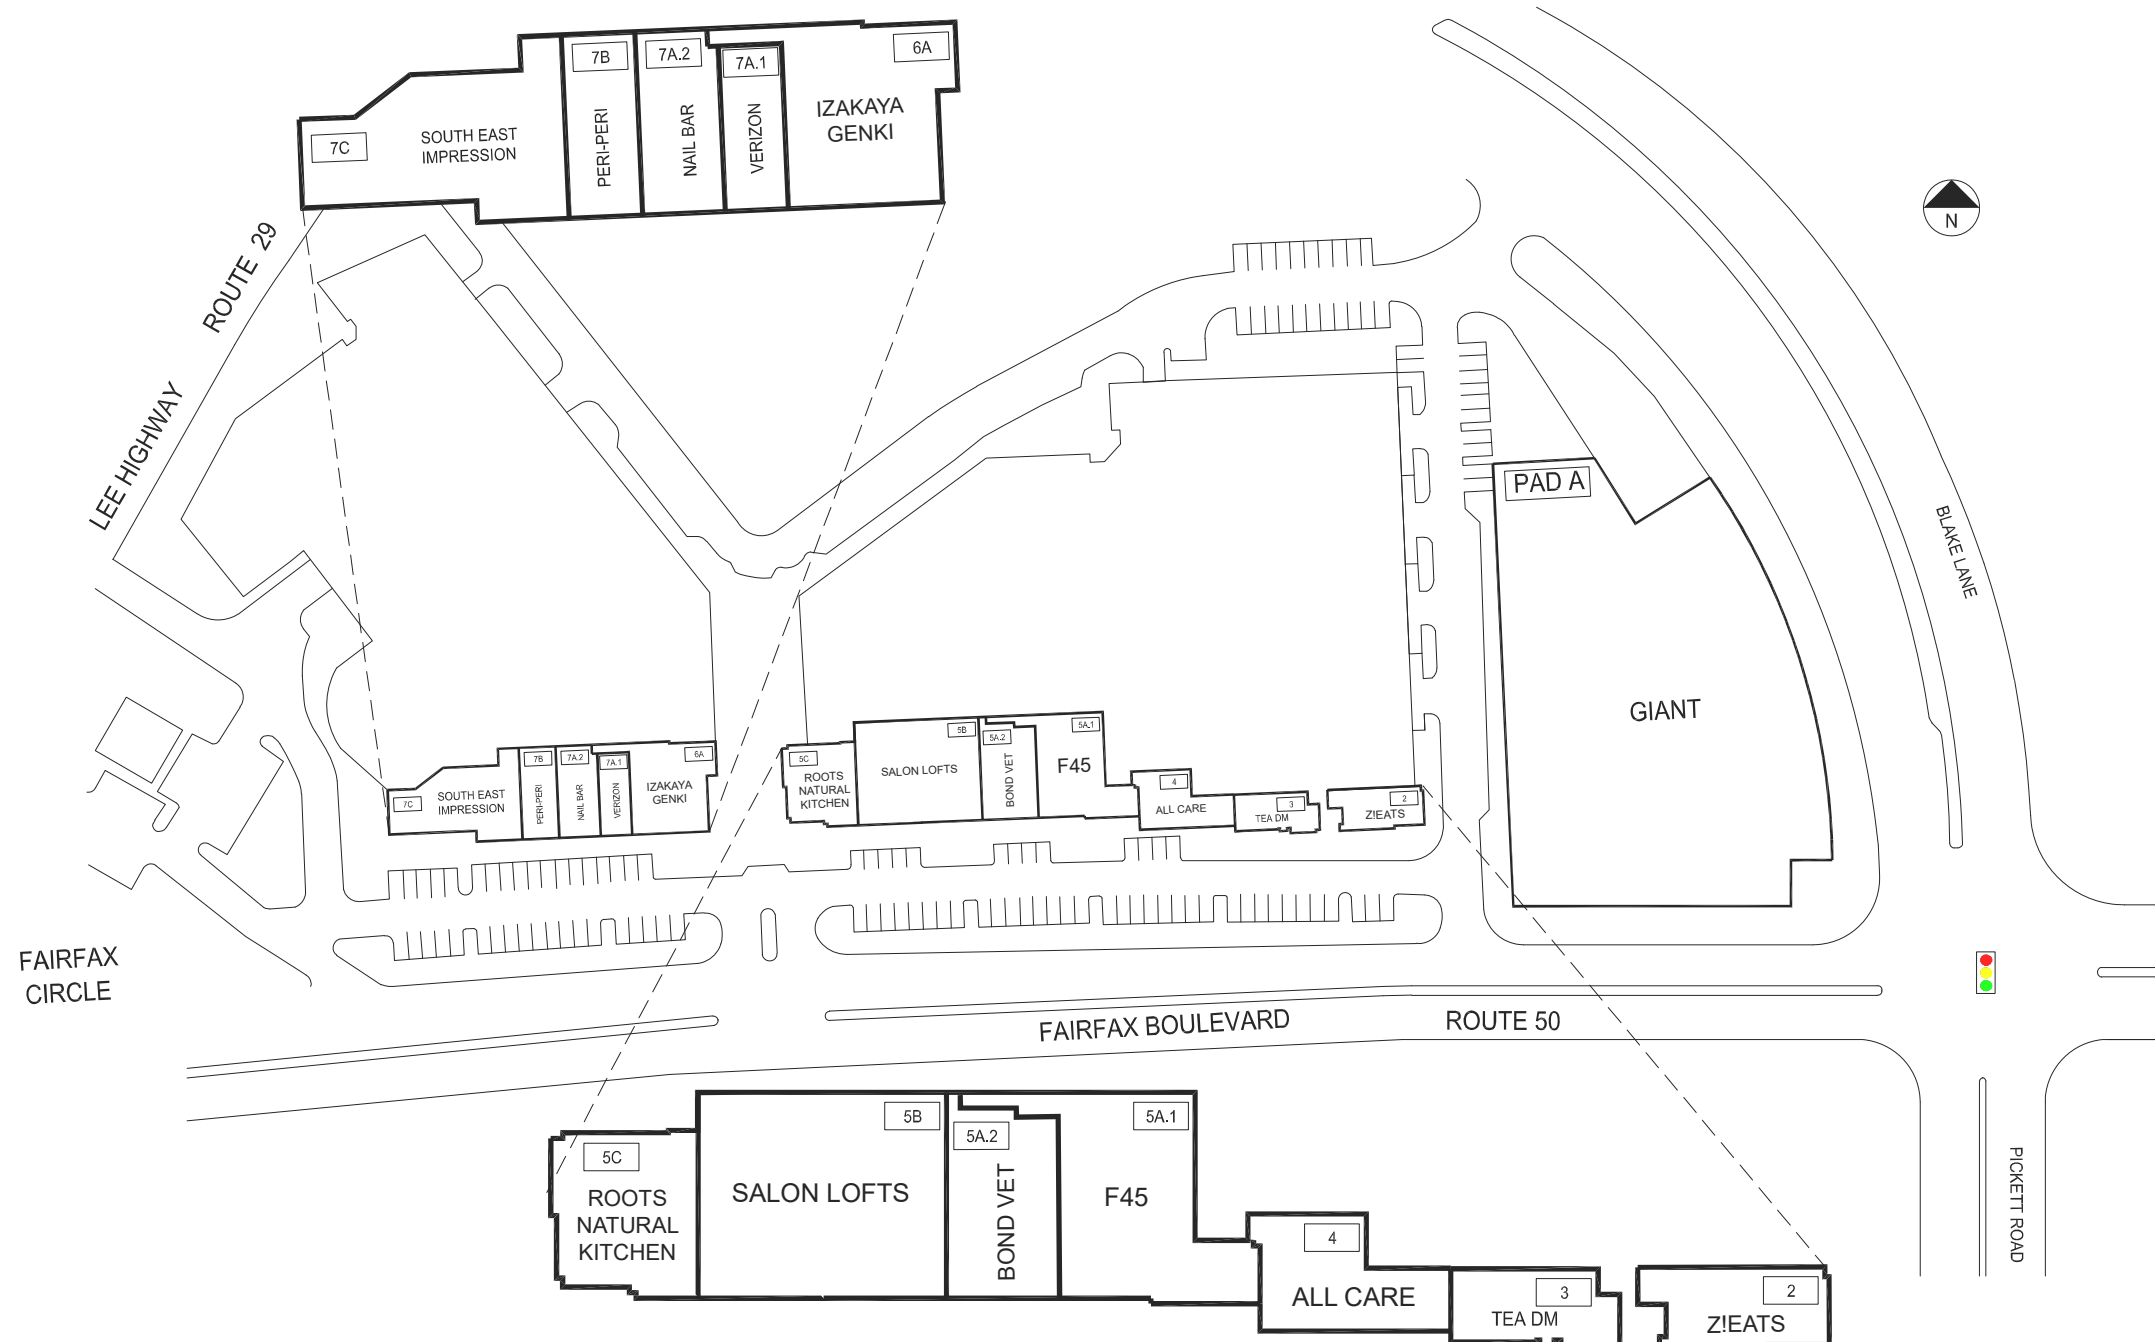 7B
7A.2
7A.1
6A
7C
SOUTH EAST
IMPRESSION
PERI-PERI
NAIL BAR
VERIZON
IZAKAYA
GENKI
N
LEE HIGHWAY
ROUTE 29
PAD A
GIANT
BLAKE LANE
7C
SOUTH EAST
IMPRESSION
7B
PERI-PERI
7A.2
NAIL BAR
7A.1
VERIZON
6A
IZAKAYA
GENKI
5C
ROOTS
NATURAL
KITCHEN
5B
SALON LOFTS
5A.2
BOND VET
5A.1
F45
4
ALL CARE
3
TEA DM
2
Z!EATS
FAIRFAX
CIRCLE
FAIRFAX BOULEVARD
ROUTE 50
PICKETT ROAD
5C
ROOTS
NATURAL
KITCHEN
5B
SALON LOFTS
5A.2
BOND VET
5A.1
F45
4
ALL CARE
3
TEA DM
2
Z!EATS